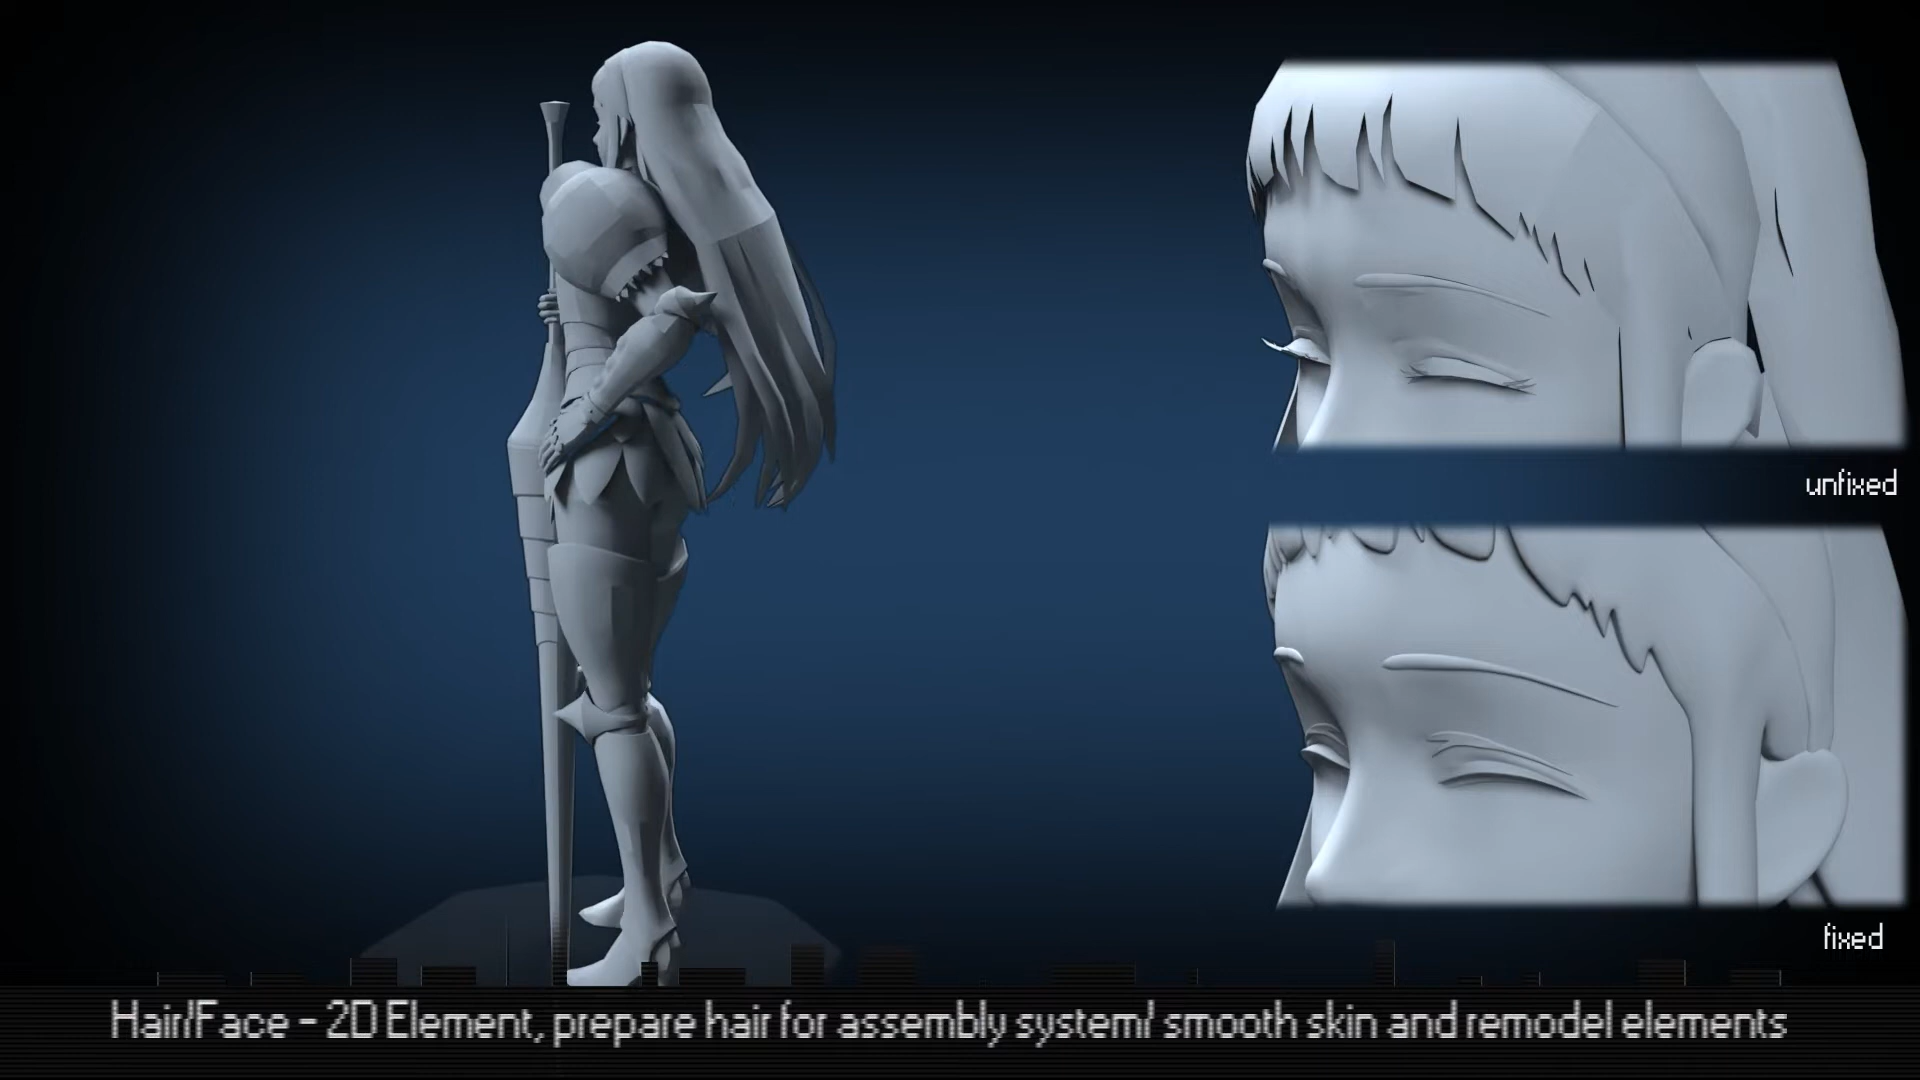 unfixed
fixed
Hair/Face - 2D Element, prepare hair for assembly system/ smooth skin and remodel elements